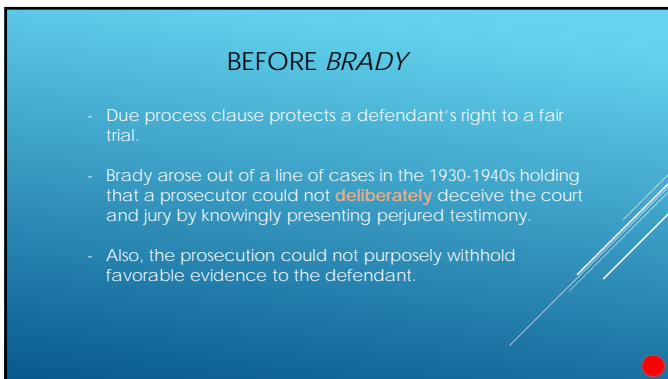 BEFORE BRADY
- Due process clause protects a defendant's right to a fair
trial.
- Brady arose out of a line of cases in the 1930-1940s holding
that a prosecutor could not deliberately deceive the court
and jury by knowingly presenting perjured testimony.
- Also, the prosecution could not purposely withhold
favorable evidence to the defendant.